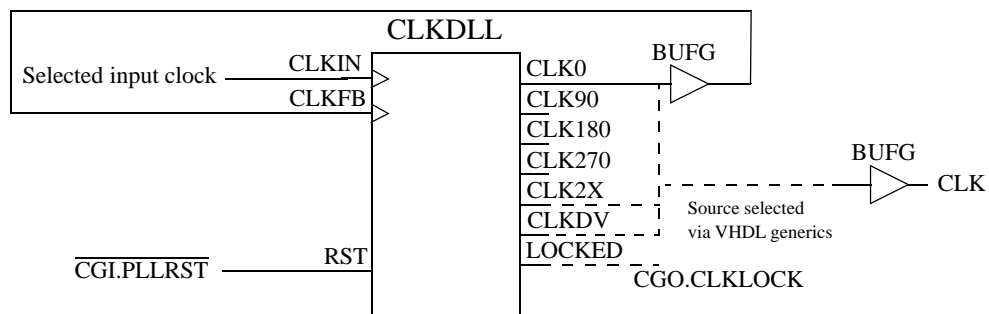 CLKDLL
BUFG
CLKIN
CLK0
Selected input clock
CLKFB
CLK90
CLK180
CLK270
BUFG
CLK2X
CLK
Source selected
via VHDL generics
CLKDV
LOCKED
RST
CGI.PLLRST
CGO.CLKLOCK